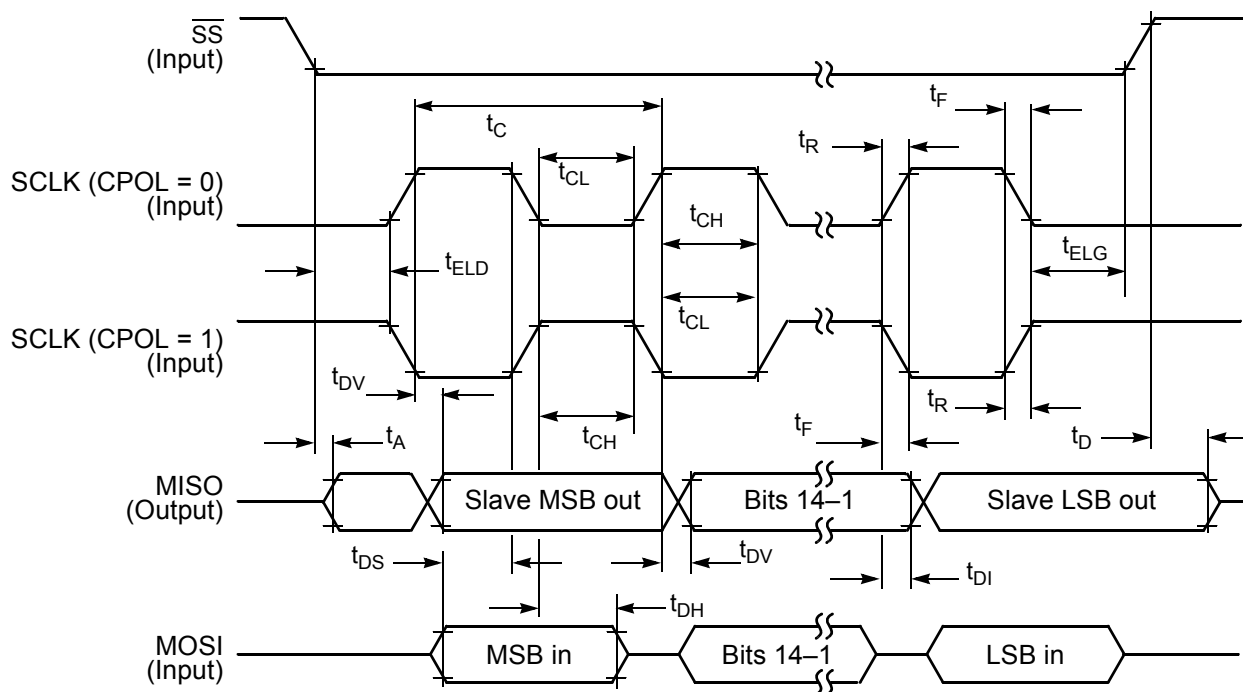 SS
(Input)
t_F
t_C
t_R
SCLK (CPOL = 0)
(Input)
t_CL
t_CH
t_ELD
t_ELG
t_CL
SCLK (CPOL = 1)
(Input)
t_DV
t_R
t_A
t_CH
t_F
t_D
MISO
(Output)
Slave MSB out
Bits 14–1
Slave LSB out
t_DS
t_DV
t_DI
t_DH
MOSI
(Input)
MSB in
Bits 14–1
LSB in